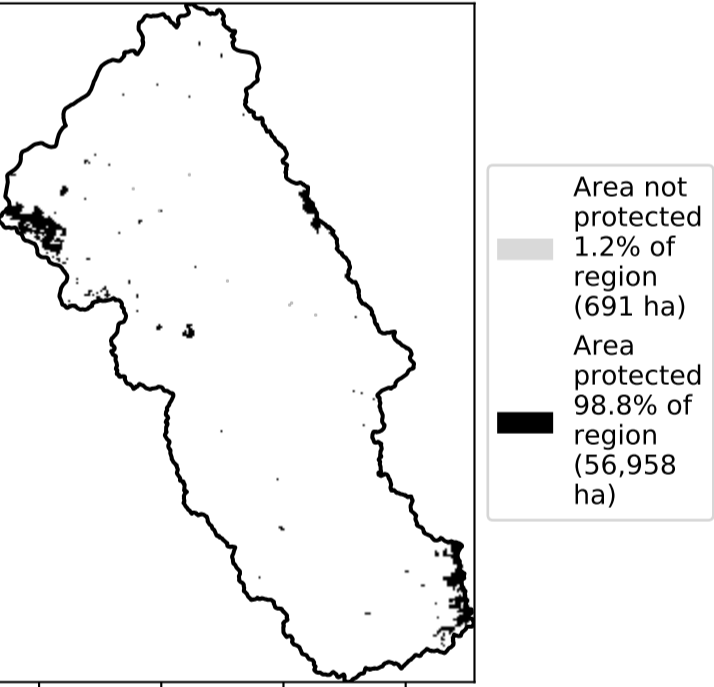 Area not
protected
1.2% of
region
(691 ha)
Area
protected
98.8% of
region
(56,958
ha)